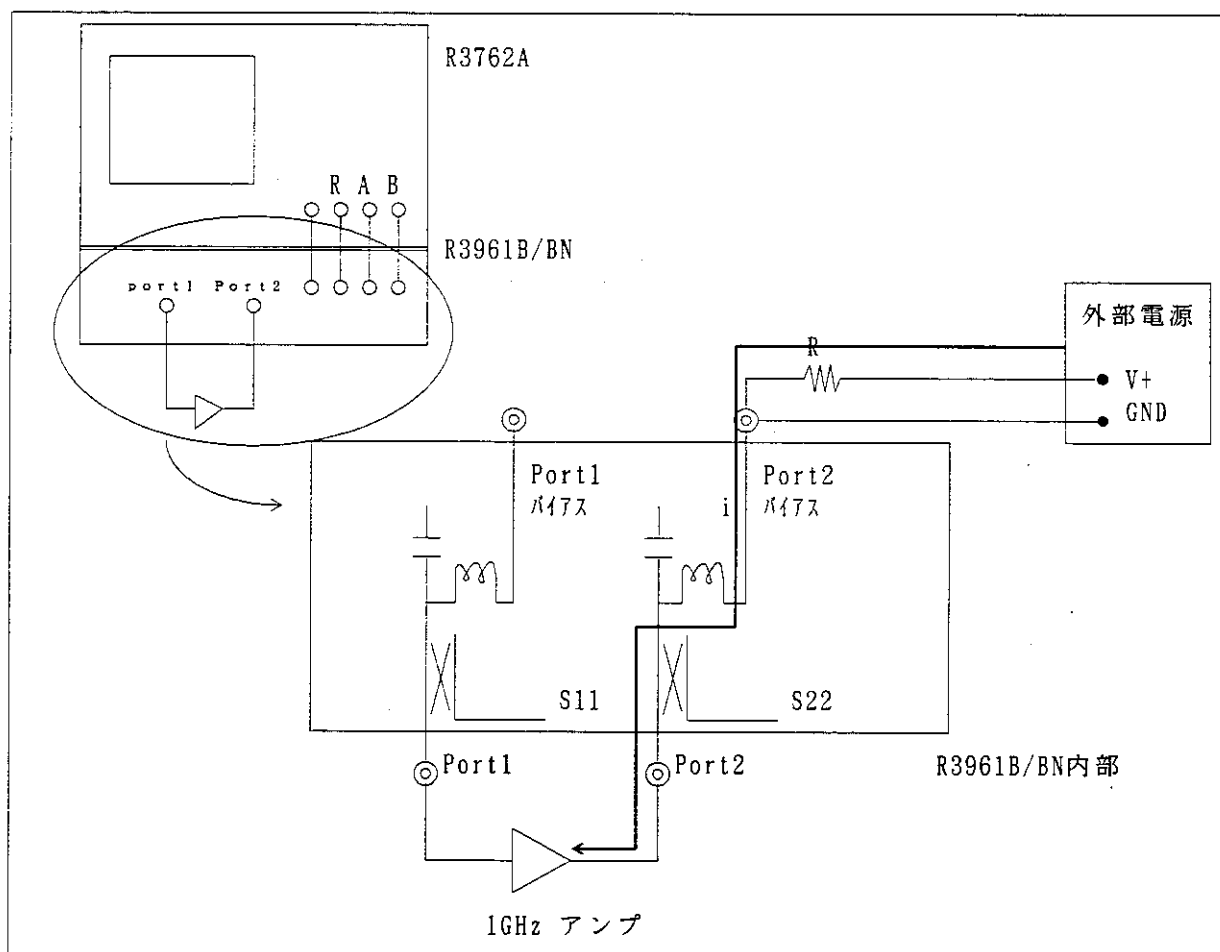 R3762A
R A B
R3961B/BN
port1 Port2
外部電源
R
V+
GND
Port1
バイアス
i
Port2
バイアス
S11
S22
Port1
Port2
R3961B/BN内部
1GHz アンプ